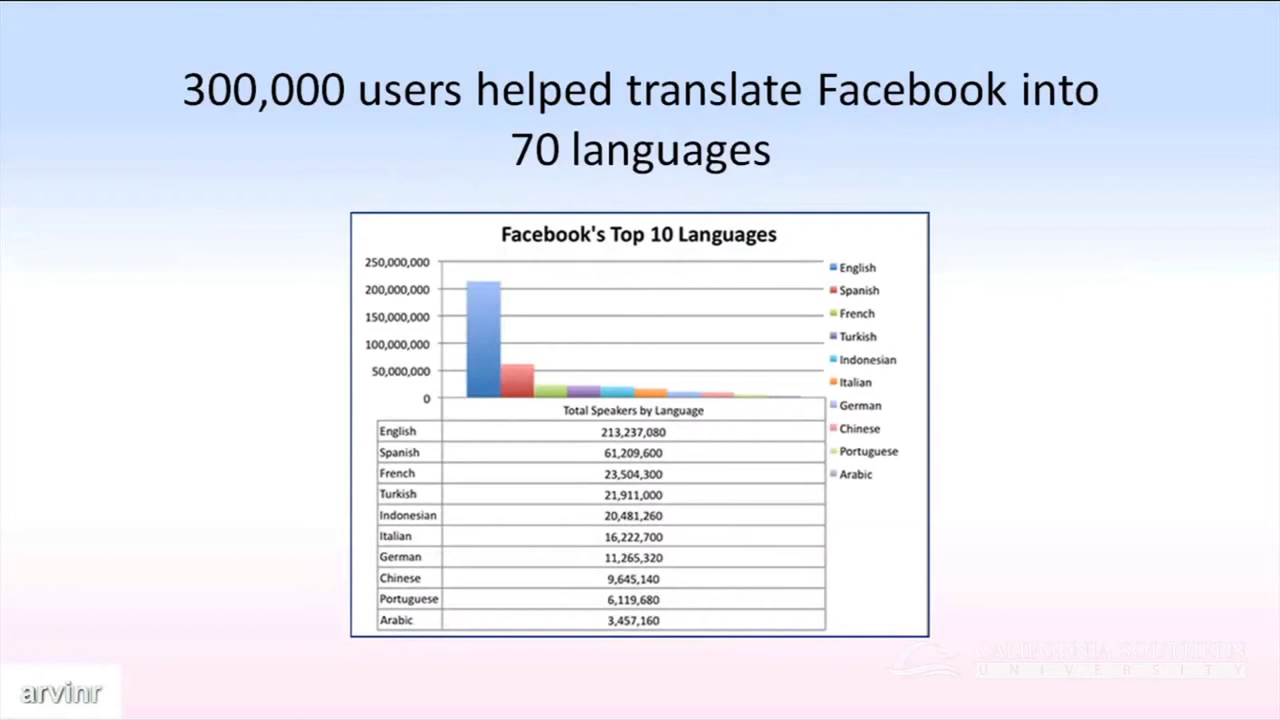 300,000 users helped translate Facebook into
70 languages
Facebook's Top 10 Languages
250,000,000
200,000,000
150,000,000
100,000,000
50,000,000
0
English
Spanish
French
Turkish
Indonesian
Italian
German
Chinese
Portuguese
Arabic
Total Speakers by Language
English 213,237,080
Spanish 61,209,600
French 23,504,300
Turkish 21,911,000
Indonesian 20,481,260
Italian 16,222,700
German 11,265,320
Chinese 9,645,140
Portuguese 6,119,680
Arabic 3,457,160
CALIFORNIA SOUTHERN
UNIVERSITY
arvinr